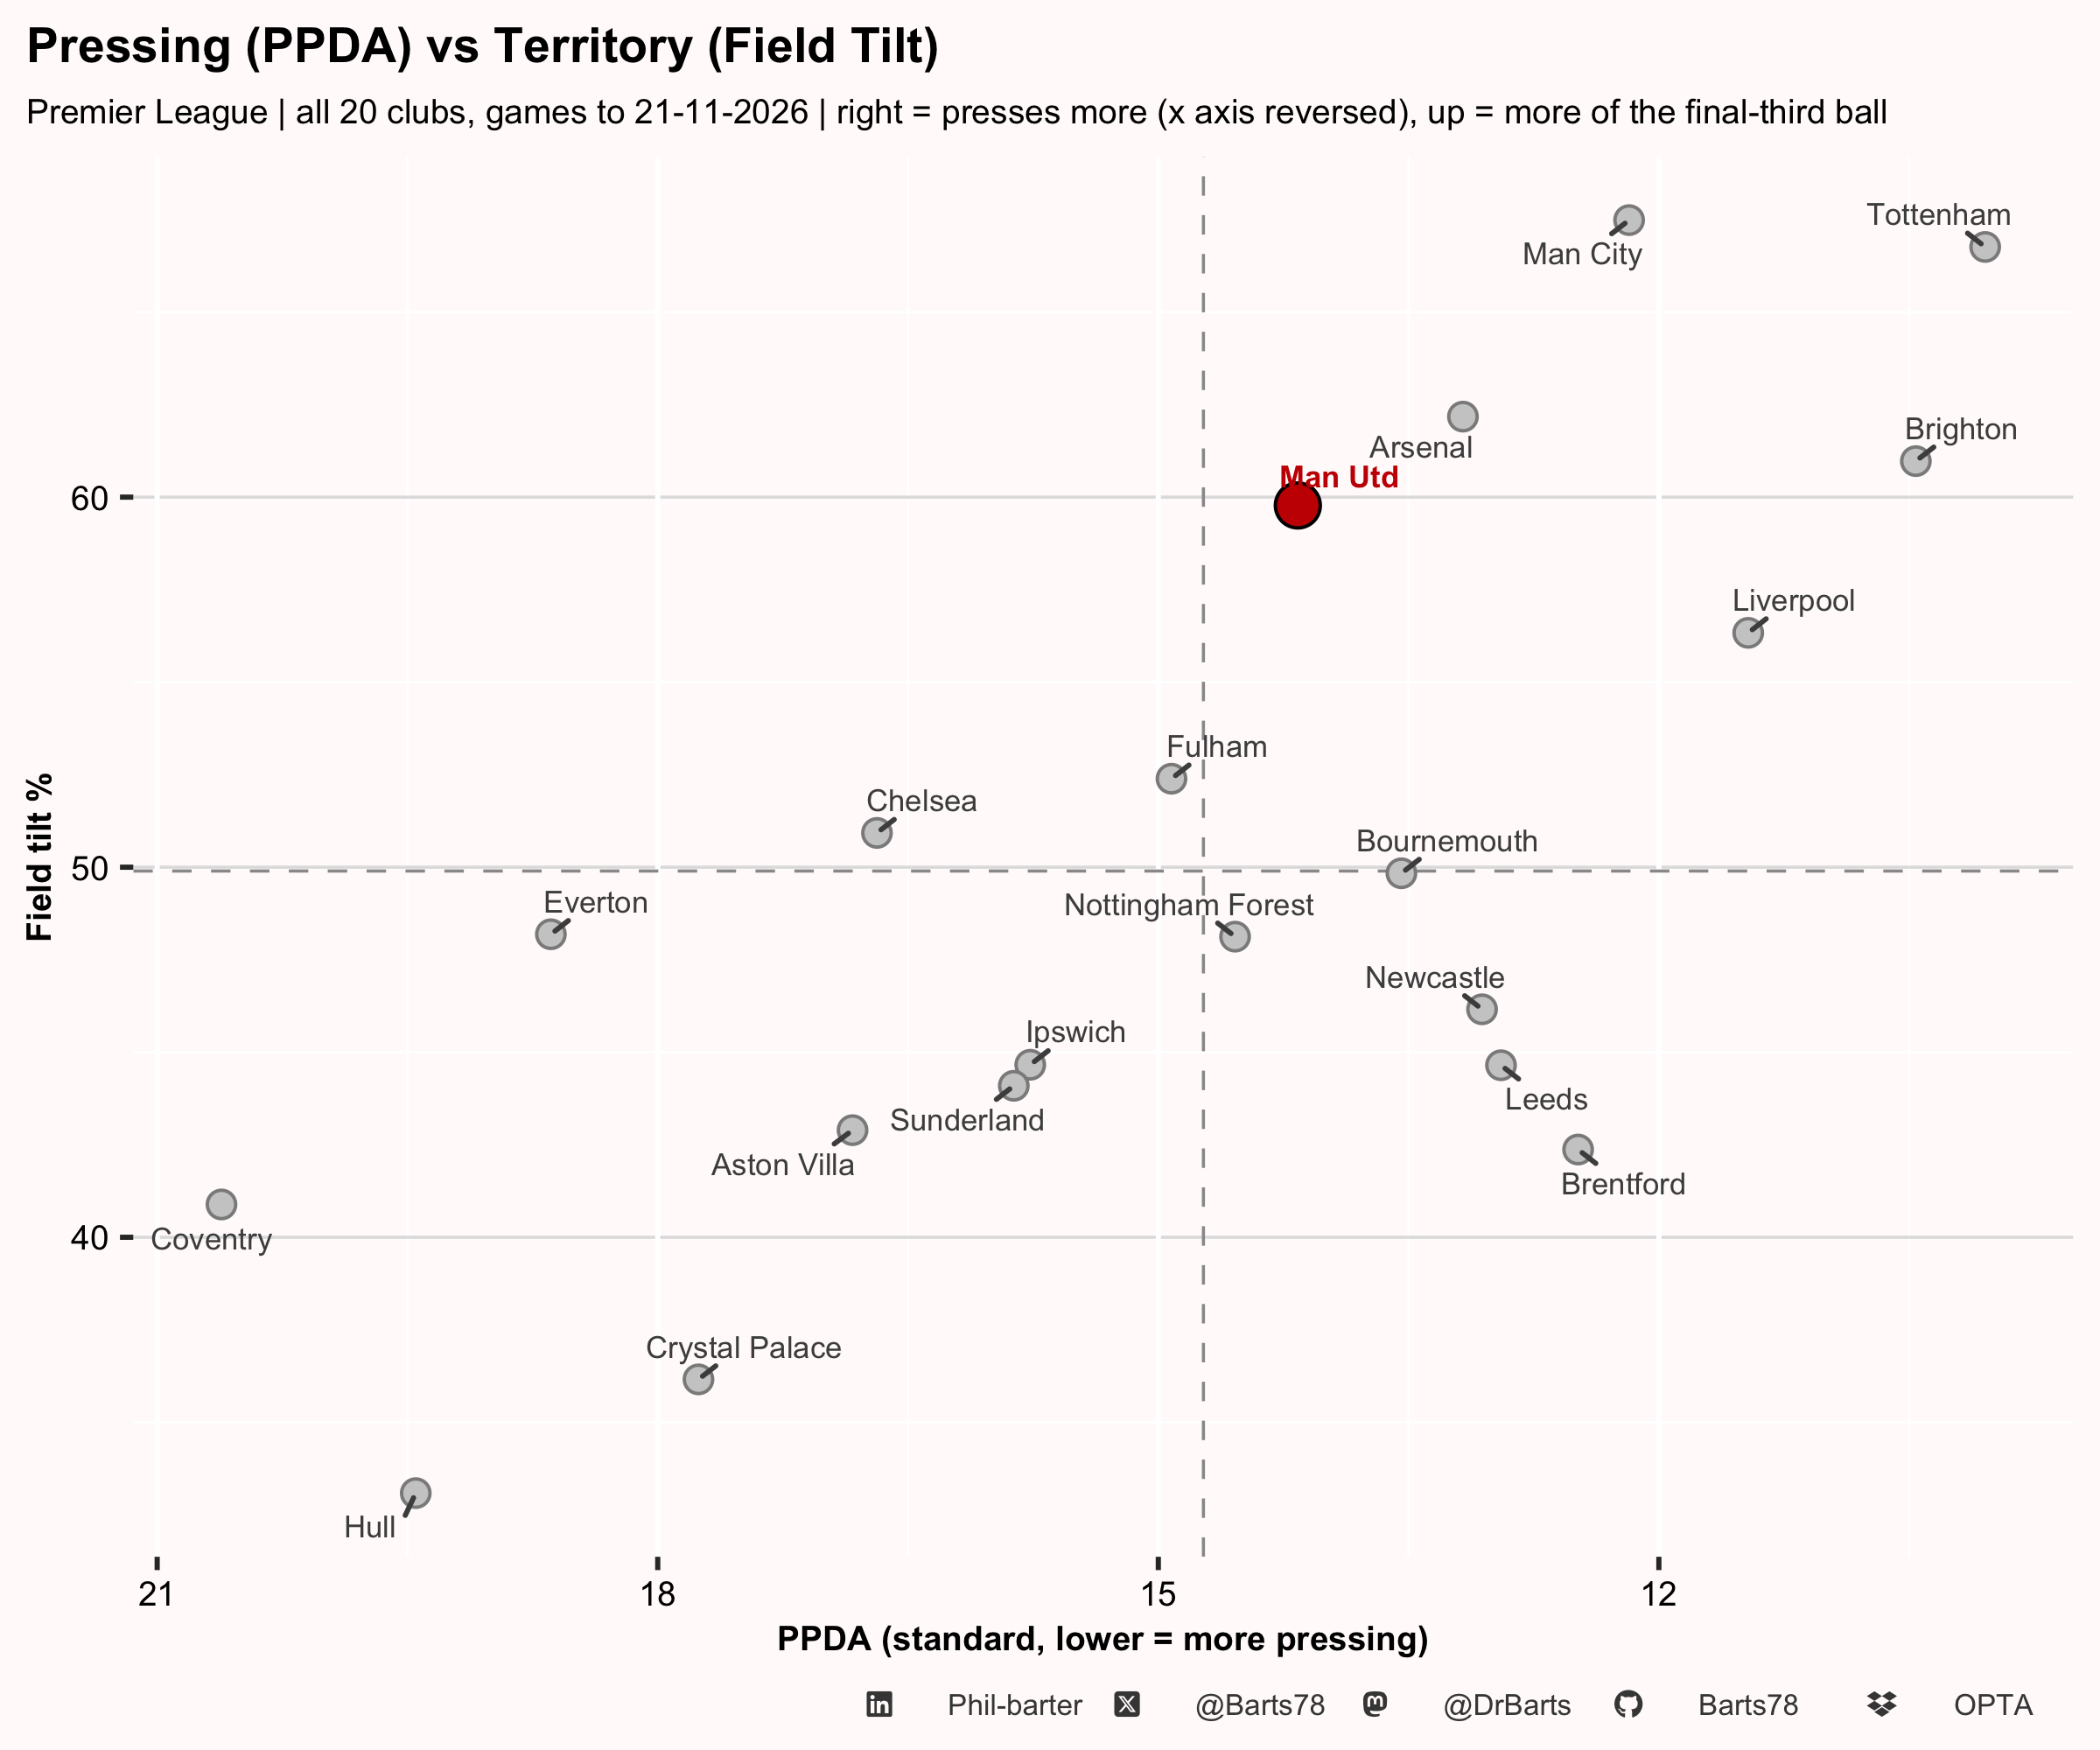 Pressing (PPDA) vs Territory (Field Tilt)
Premier League | all 20 clubs, games to 21-11-2026 | right = presses more (x axis reversed), up = more of the final-third ball
Tottenham
Man City
Brighton
Arsenal
Man Utd
60
Liverpool
Fulham
Chelsea
Bournemouth
50
Field tilt %
Everton
Nottingham Forest
Newcastle
Ipswich
Leeds
Sunderland
Aston Villa
Brentford
Coventry
40
Crystal Palace
Hull
21 18 15 12
PPDA (standard, lower = more pressing)
Phil-barter @Barts78 @DrBarts Barts78 OPTA